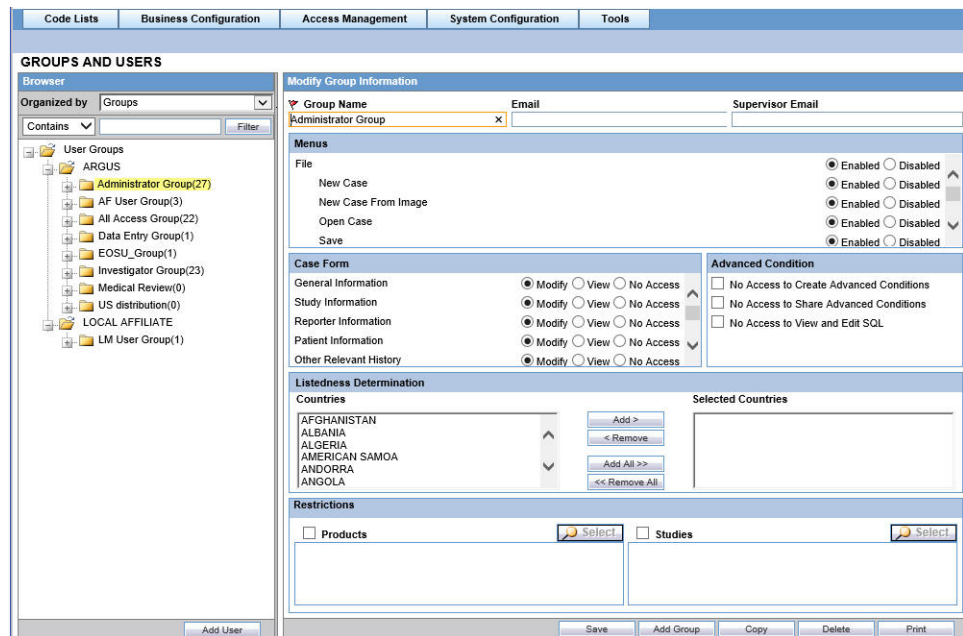 Code Lists Business Configuration Access Management System Configuration Tools
GROUPS AND USERS
Browser
Organized by Groups
Contains Filter
User Groups
ARGUS
Administrator Group(27)
AF User Group(3)
All Access Group(22)
Data Entry Group(1)
EOSU_Group(1)
Investigator Group(23)
Medical Review(0)
US distribution(0)
LOCAL AFFILIATE
LM User Group(1)
Add User
Modify Group Information
Group Name Email Supervisor Email
Administrator Group
Menus
File Enabled Disabled
New Case Enabled Disabled
New Case From Image Enabled Disabled
Open Case Enabled Disabled
Save Enabled Disabled
Case Form
General Information Modify View No Access
Study Information Modify View No Access
Reporter Information Modify View No Access
Patient Information Modify View No Access
Other Relevant History Modify View No Access
Advanced Condition
No Access to Create Advanced Conditions
No Access to Share Advanced Conditions
No Access to View and Edit SQL
Listedness Determination
Countries
AFGHANISTAN
ALBANIA
ALGERIA
AMERICAN SAMOA
ANDORRA
ANGOLA
Add >
< Remove
Add All >>
<< Remove All
Selected Countries
Restrictions
Products Select Studies Select
Save Add Group Copy Delete Print